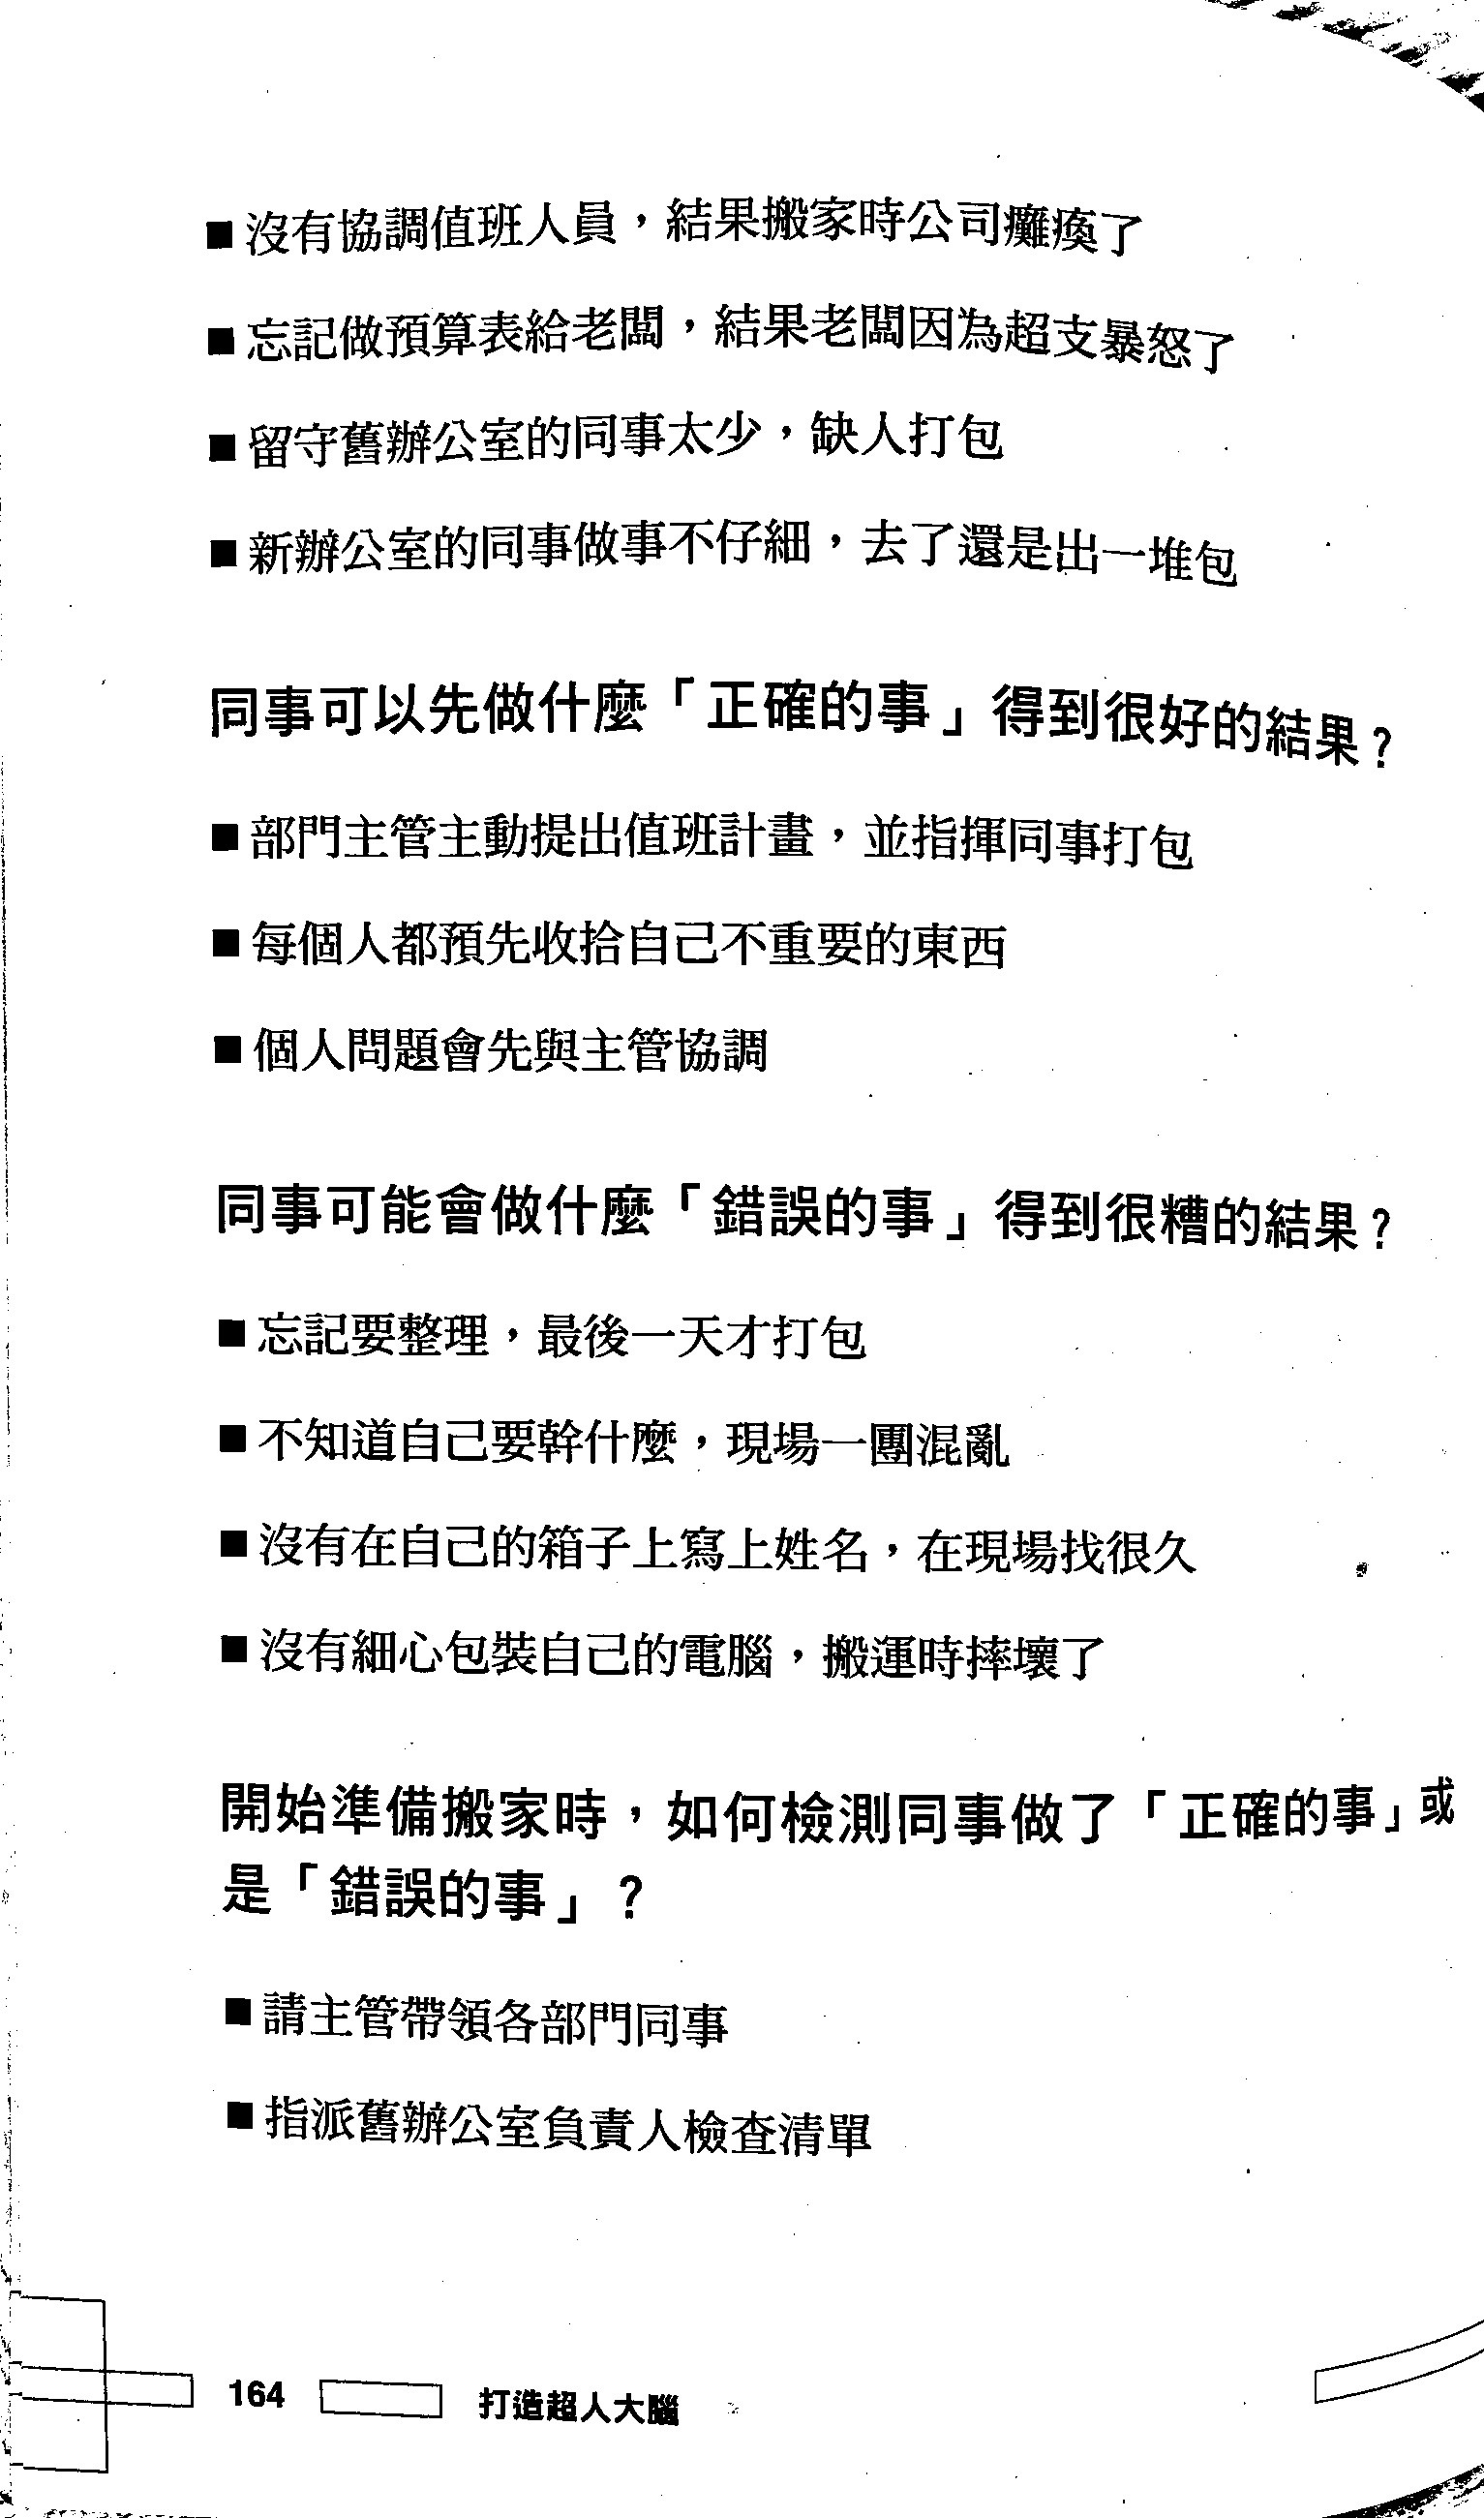 ■沒有協調值班人員，結果搬家時公司癱瘓了
■忘記做預算表給老闆，結果老闆因為超支暴怒了
■留守舊辦公室的同事太少，缺人打包
■新辦公室的同事做事不仔細，去了還是出一堆包
同事可以先做什麼「正確的事」得到很好的結果？
■部門主管主動提出值班計畫，並指揮同事打包
■每個人都預先收拾自己不重要的東西
■個人問題會先與主管協調
同事可能會做什麼「錯誤的事」得到很糟的結果？
■忘記要整理，最後一天才打包
■不知道自己要幹什麼，現場一團混亂
■沒有在自己的箱子上寫上姓名，在現場找很久
■沒有細心包裝自己的電腦，搬運時摔壞了
開始準備搬家時，如何檢測同事做了「正確的事」或
是「錯誤的事」？
■請主管帶領各部門同事
■指派舊辦公室負責人檢查清單
164 打造超人大腦